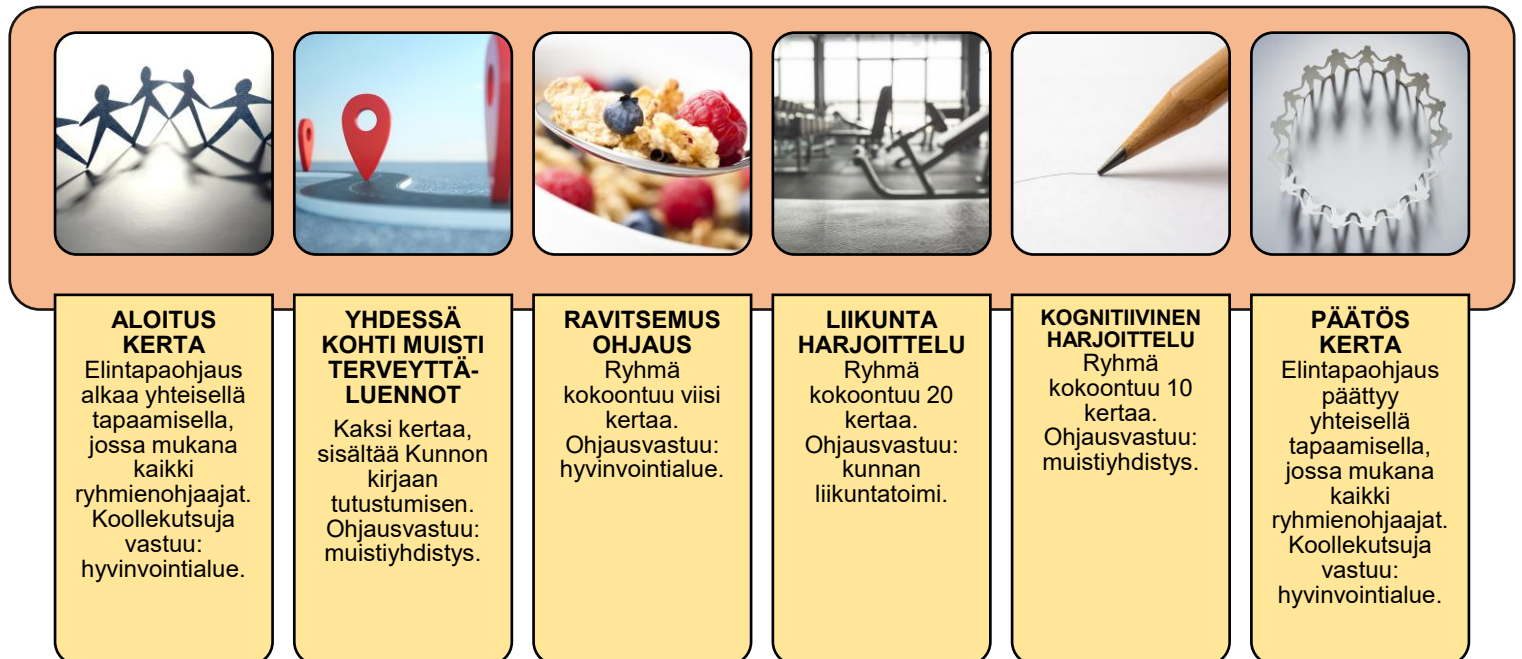 ALOITUS
KERTA
Elintapaohjaus
alkaa yhteisellä
tapaamisella,
jossa mukana
kaikki
ryhmienohjaajat.
Koollekutsuja
vastuu:
hyvinvointialue.
YHDESSÄ
KOHTI MUISTI
TERVEYTTÄ-
LUENNOT
Kaksi kertaa,
sisältää Kunnon
kirjaan
tutustumisen.
Ohjausvastuu:
muistiyhdistys.
RAVITSEMUS
OHJAUS
Ryhmä
kokoontuu viisi
kertaa.
Ohjausvastuu:
hyvinvointialue.
LIIKUNTA
HARJOITTELU
Ryhmä
kokoontuu 20
kertaa.
Ohjausvastuu:
kunnan
liikuntatoimi.
KOGNITIIVINEN
HARJOITTELU
Ryhmä
kokoontuu 10
kertaa.
Ohjausvastuu:
muistiyhdistys.
PÄÄTÖS
KERTA
Elintapaohjaus
päättyy
yhteisellä
tapaamisella,
jossa mukana
kaikki
ryhmienohjaajat.
Koollekutsuja
vastuu:
hyvinvointialue.